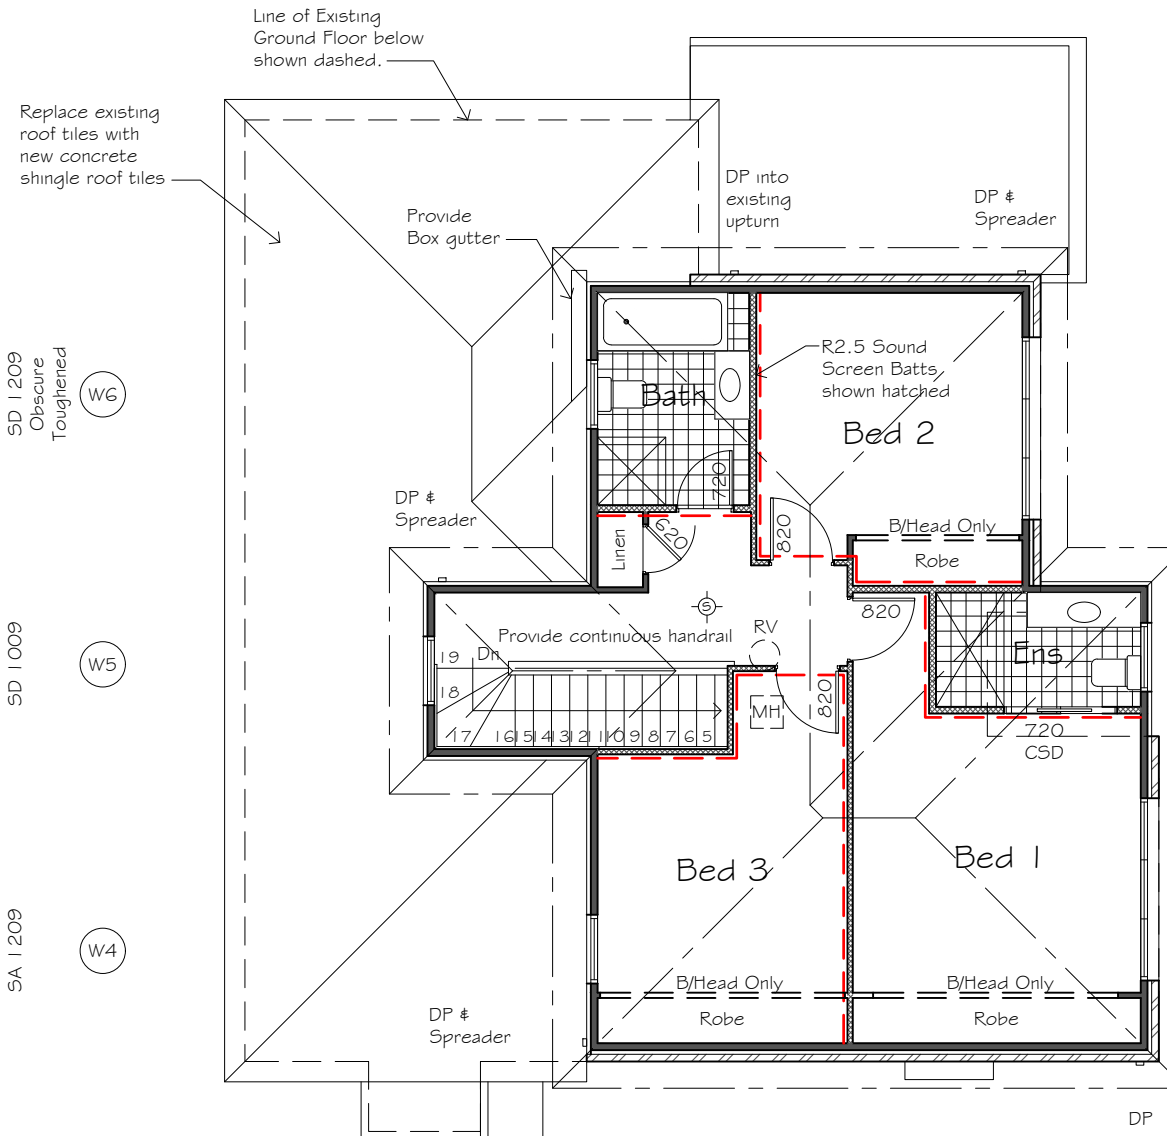 Line of Existing
Ground Floor below
shown dashed.
Replace existing
roof tiles with
new concrete
shingle roof tiles
DP into
existing
upturn
DP &
Spreader
Provide
Box gutter
SD 1209
Obscure
Toughened
W6
R2.5 Sound
Screen Batts
shown hatched
Bath
Bed 2
720
DP &
Spreader
Linen
620
820
B/Head Only
Robe
S
820
Provide continuous handrail
RV
SD 1009
W5
19
Dn
18
Ens
MH
820
17
16 15 14 13 12 11 10 9 8 7 6 5
720
CSD
Bed 3
Bed 1
SA 1209
W4
B/Head Only
B/Head Only
DP &
Spreader
Robe
Robe
DP